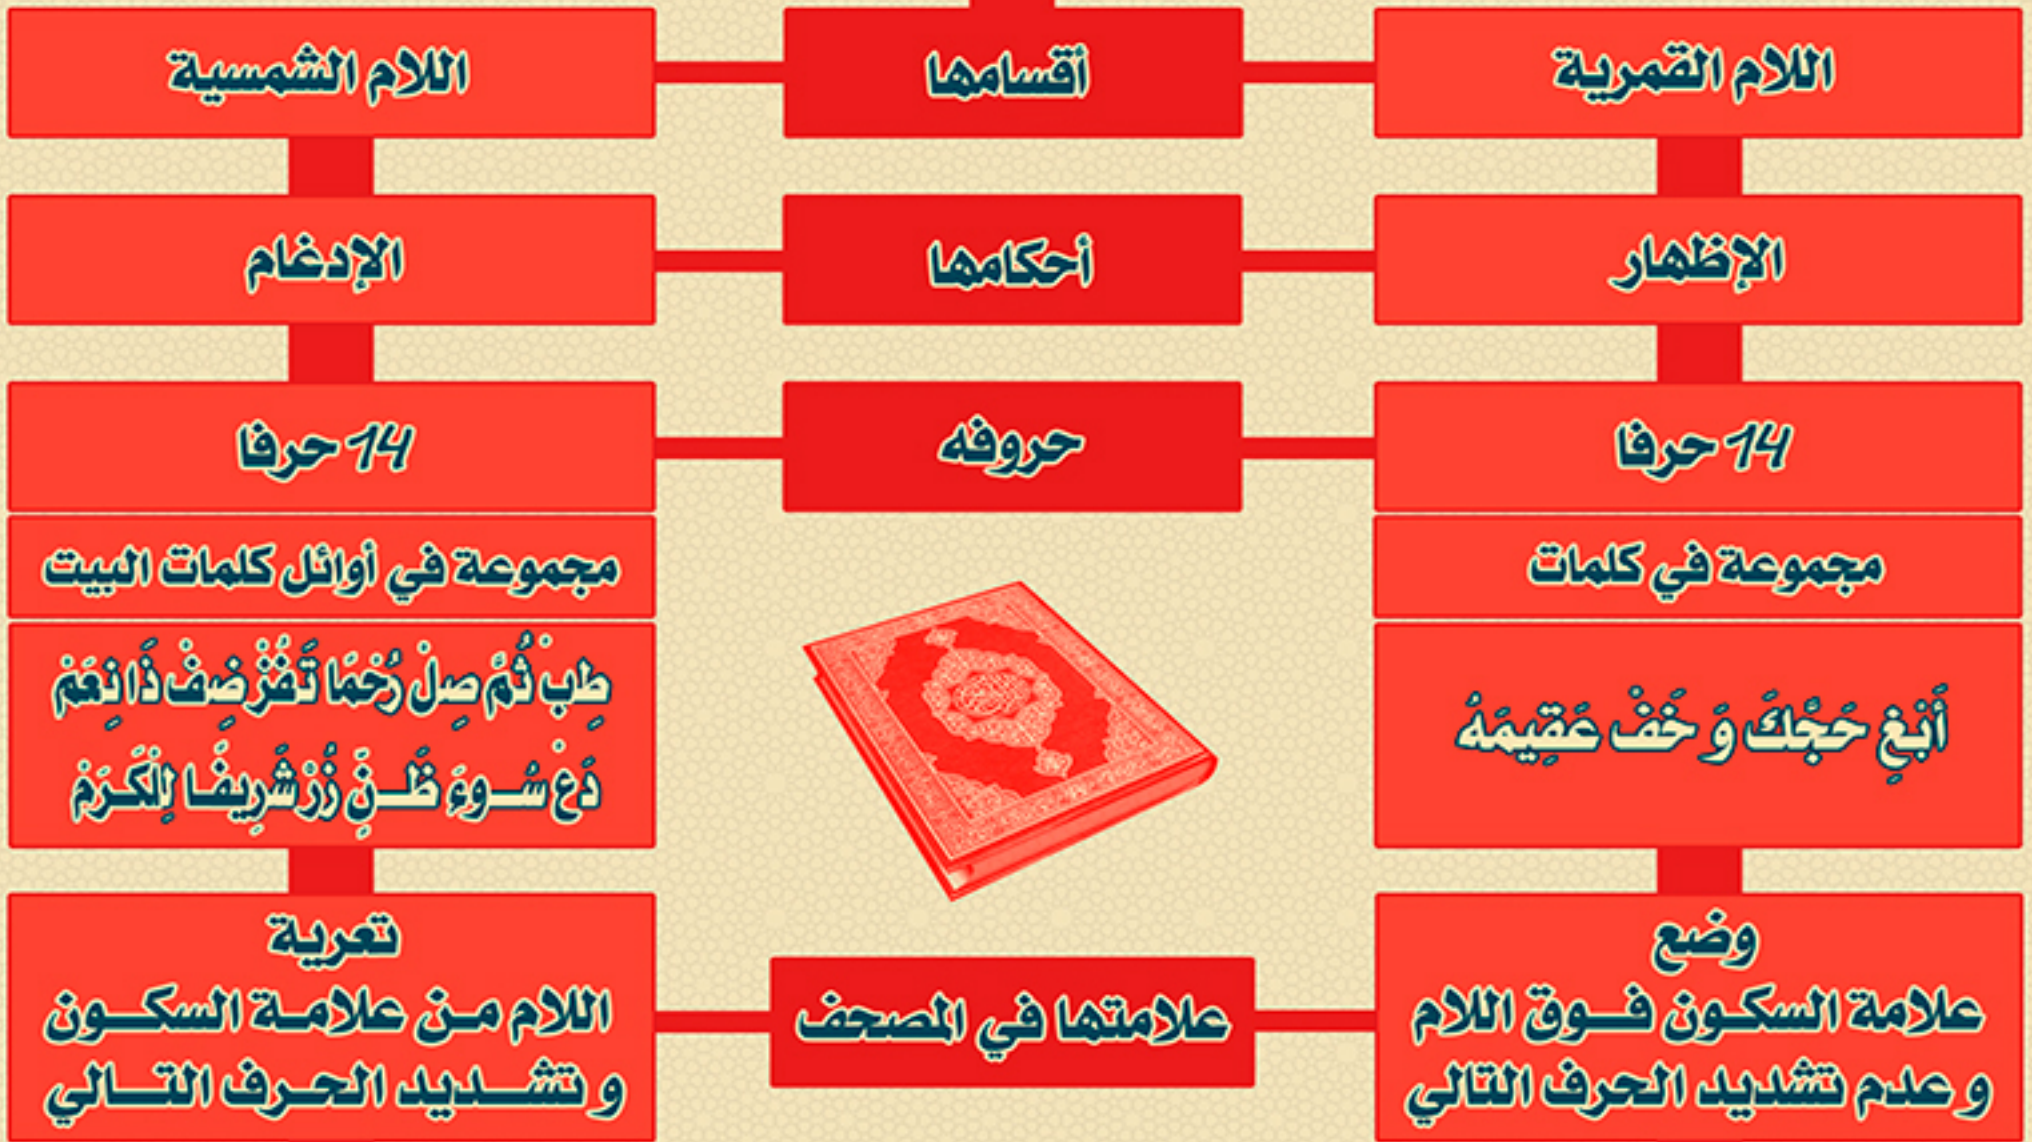 اللام القمرية
أقسامها
اللام الشمسية
الإظهار
أحكامها
الإدغام
14 حرفا
حروفه
14 حرفا
مجموعة في كلمات
مجموعة في أوائل كلمات البيت
أَبْغِ حَجَّكَ وَ خَفْ عَقِيمَهُ
طِبْ ثُمَّ صِلْ رُحْمًا تَفُزْ ضِفْ ذَا نِعَمْ
دَعْ سُوءَ ظَنٍّ زُرْ شَرِيفًا لِلْكَرَمْ
وضع
علامة السكون فوق اللام
و عدم تشديد الحرف التالي
علامتها في المصحف
تعرية
اللام من علامة السكون
و تشديد الحرف التالي